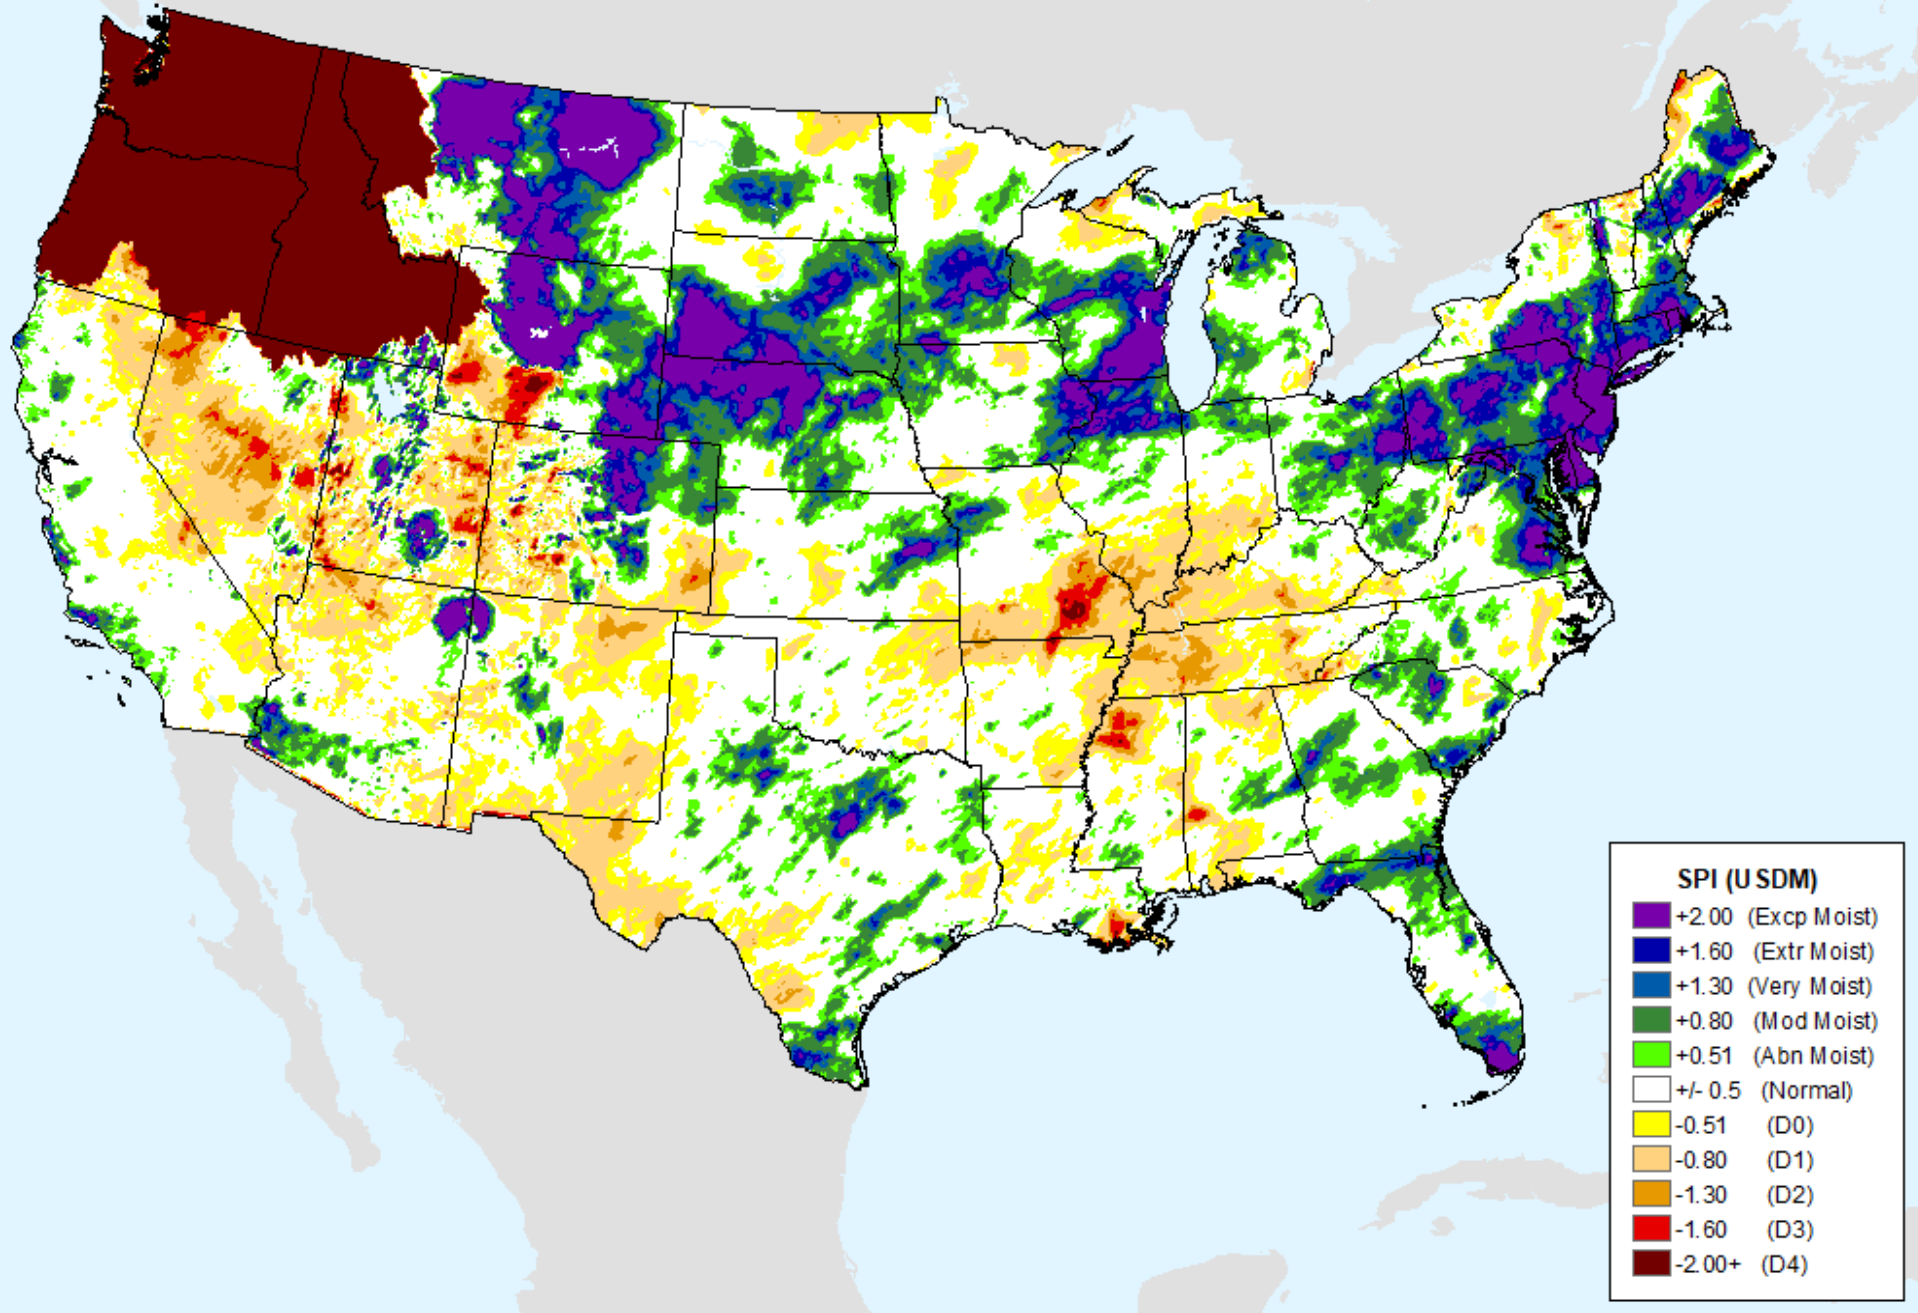 SPI (USDM)
+2.00 (Excp Moist)
+1.60 (Extr Moist)
+1.30 (Very Moist)
+0.80 (Mod Moist)
+0.51 (Abn Moist)
+/- 0.5 (Normal)
-0.51 (D0)
-0.80 (D1)
-1.30 (D2)
-1.60 (D3)
-2.00+ (D4)